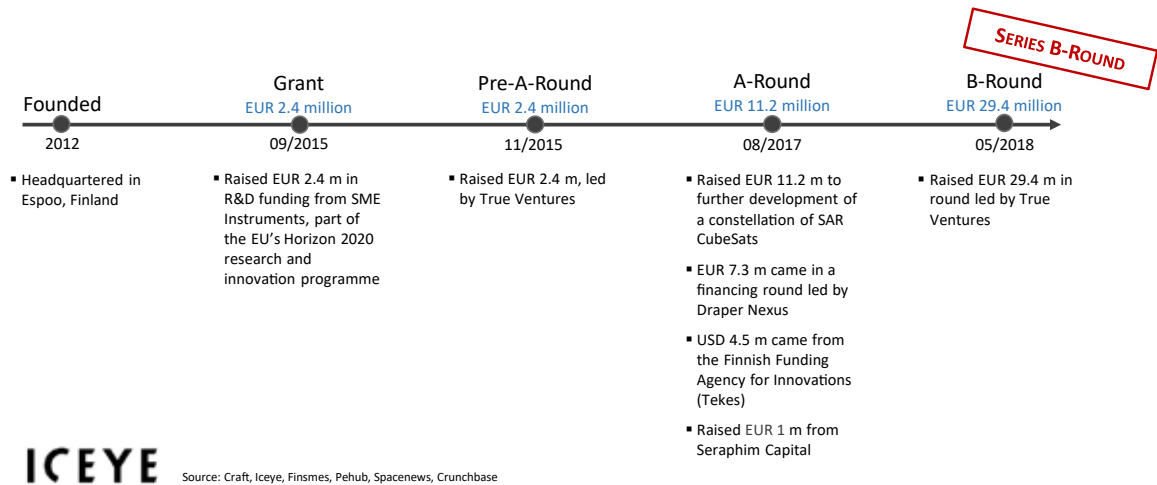 SERIES B-ROUND
Founded
2012
▪ Headquartered in
Espoo, Finland
Grant
EUR 2.4 million
09/2015
▪ Raised EUR 2.4 m in
R&D funding from SME
Instruments, part of
the EU's Horizon 2020
research and
innovation programme
Pre-A-Round
EUR 2.4 million
11/2015
▪ Raised EUR 2.4 m, led
by True Ventures
A-Round
EUR 11.2 million
08/2017
▪ Raised EUR 11.2 m to
further development of
a constellation of SAR
CubeSats
▪ EUR 7.3 m came in a
financing round led by
Draper Nexus
▪ USD 4.5 m came from
the Finnish Funding
Agency for Innovations
(Tekes)
▪ Raised EUR 1 m from
Seraphim Capital
B-Round
EUR 29.4 million
05/2018
▪ Raised EUR 29.4 m in
round led by True
Ventures
ICEYE
Source: Craft, Iceye, Finsmes, Pehub, Spacenews, Crunchbase